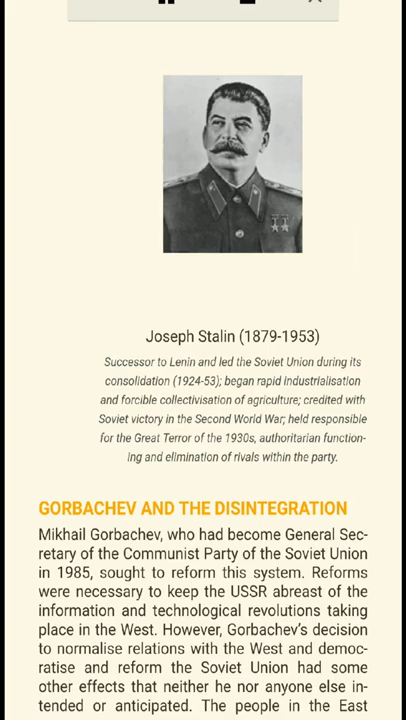 Joseph Stalin (1879-1953)
Successor to Lenin and led the Soviet Union during its
consolidation (1924-53); began rapid industrialisation
and forcible collectivisation of agriculture; credited with
Soviet victory in the Second World War; held responsible
for the Great Terror of the 1930s, authoritarian function-
ing and elimination of rivals within the party.
GORBACHEV AND THE DISINTEGRATION
Mikhail Gorbachev, who had become General Sec-
retary of the Communist Party of the Soviet Union
in 1985, sought to reform this system. Reforms
were necessary to keep the USSR abreast of the
information and technological revolutions taking
place in the West. However, Gorbachev's decision
to normalise relations with the West and democ-
ratise and reform the Soviet Union had some
other effects that neither he nor anyone else in-
tended or anticipated. The people in the East